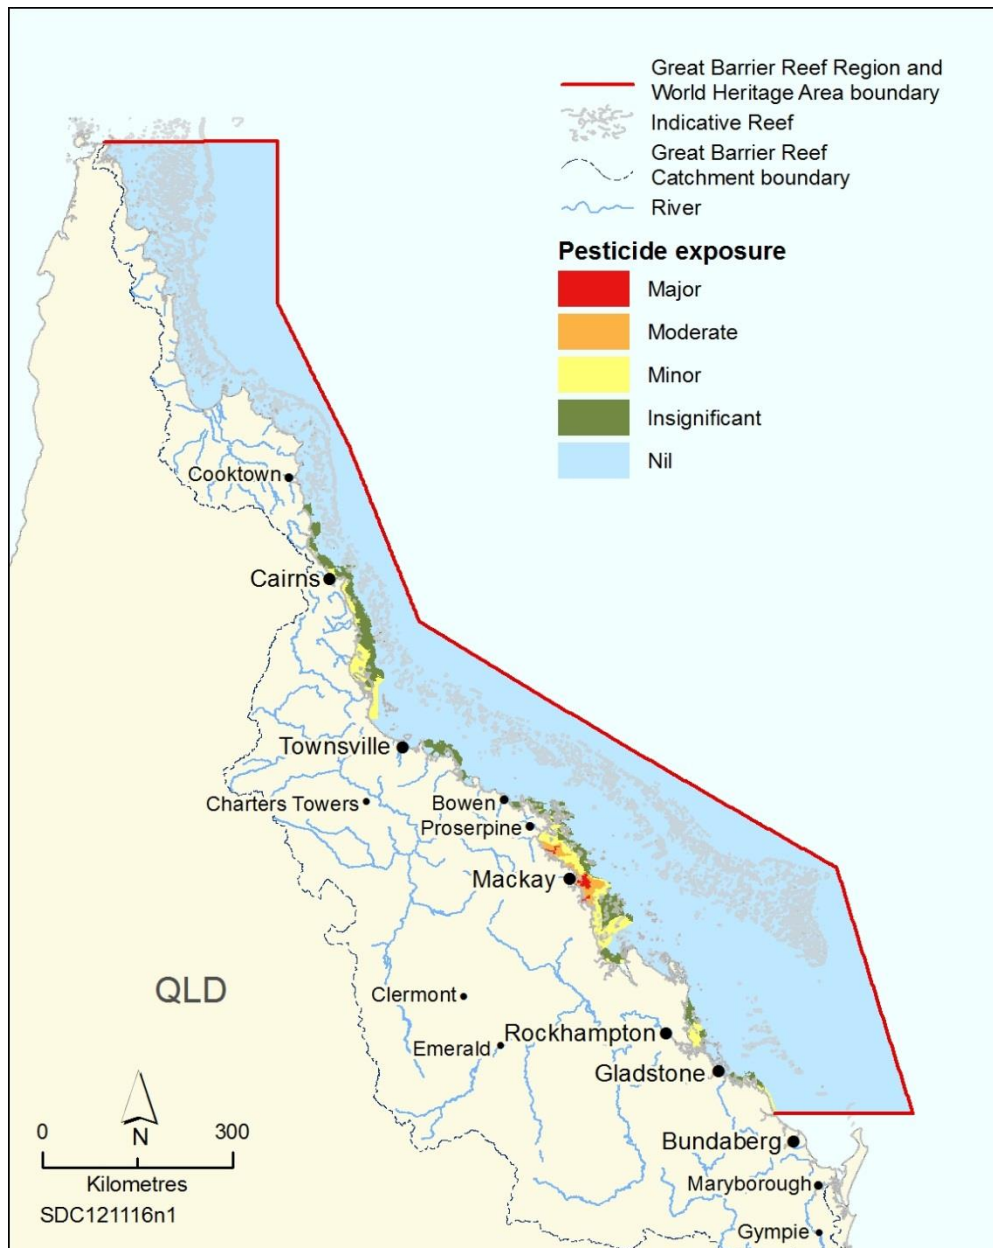 Great Barrier Reef Region and
World Heritage Area boundary
Indicative Reef
Great Barrier Reef
Catchment boundary
River
Pesticide exposure
Major
Moderate
Minor
Insignificant
Nil
Cooktown
Cairns
Townsville
Charters Towers
Bowen
Proserpine
Mackay
QLD
Clermont
Rockhampton
Emerald
Gladstone
Bundaberg
Maryborough
Gympie
0 N 300
Kilometres
SDC121116n1